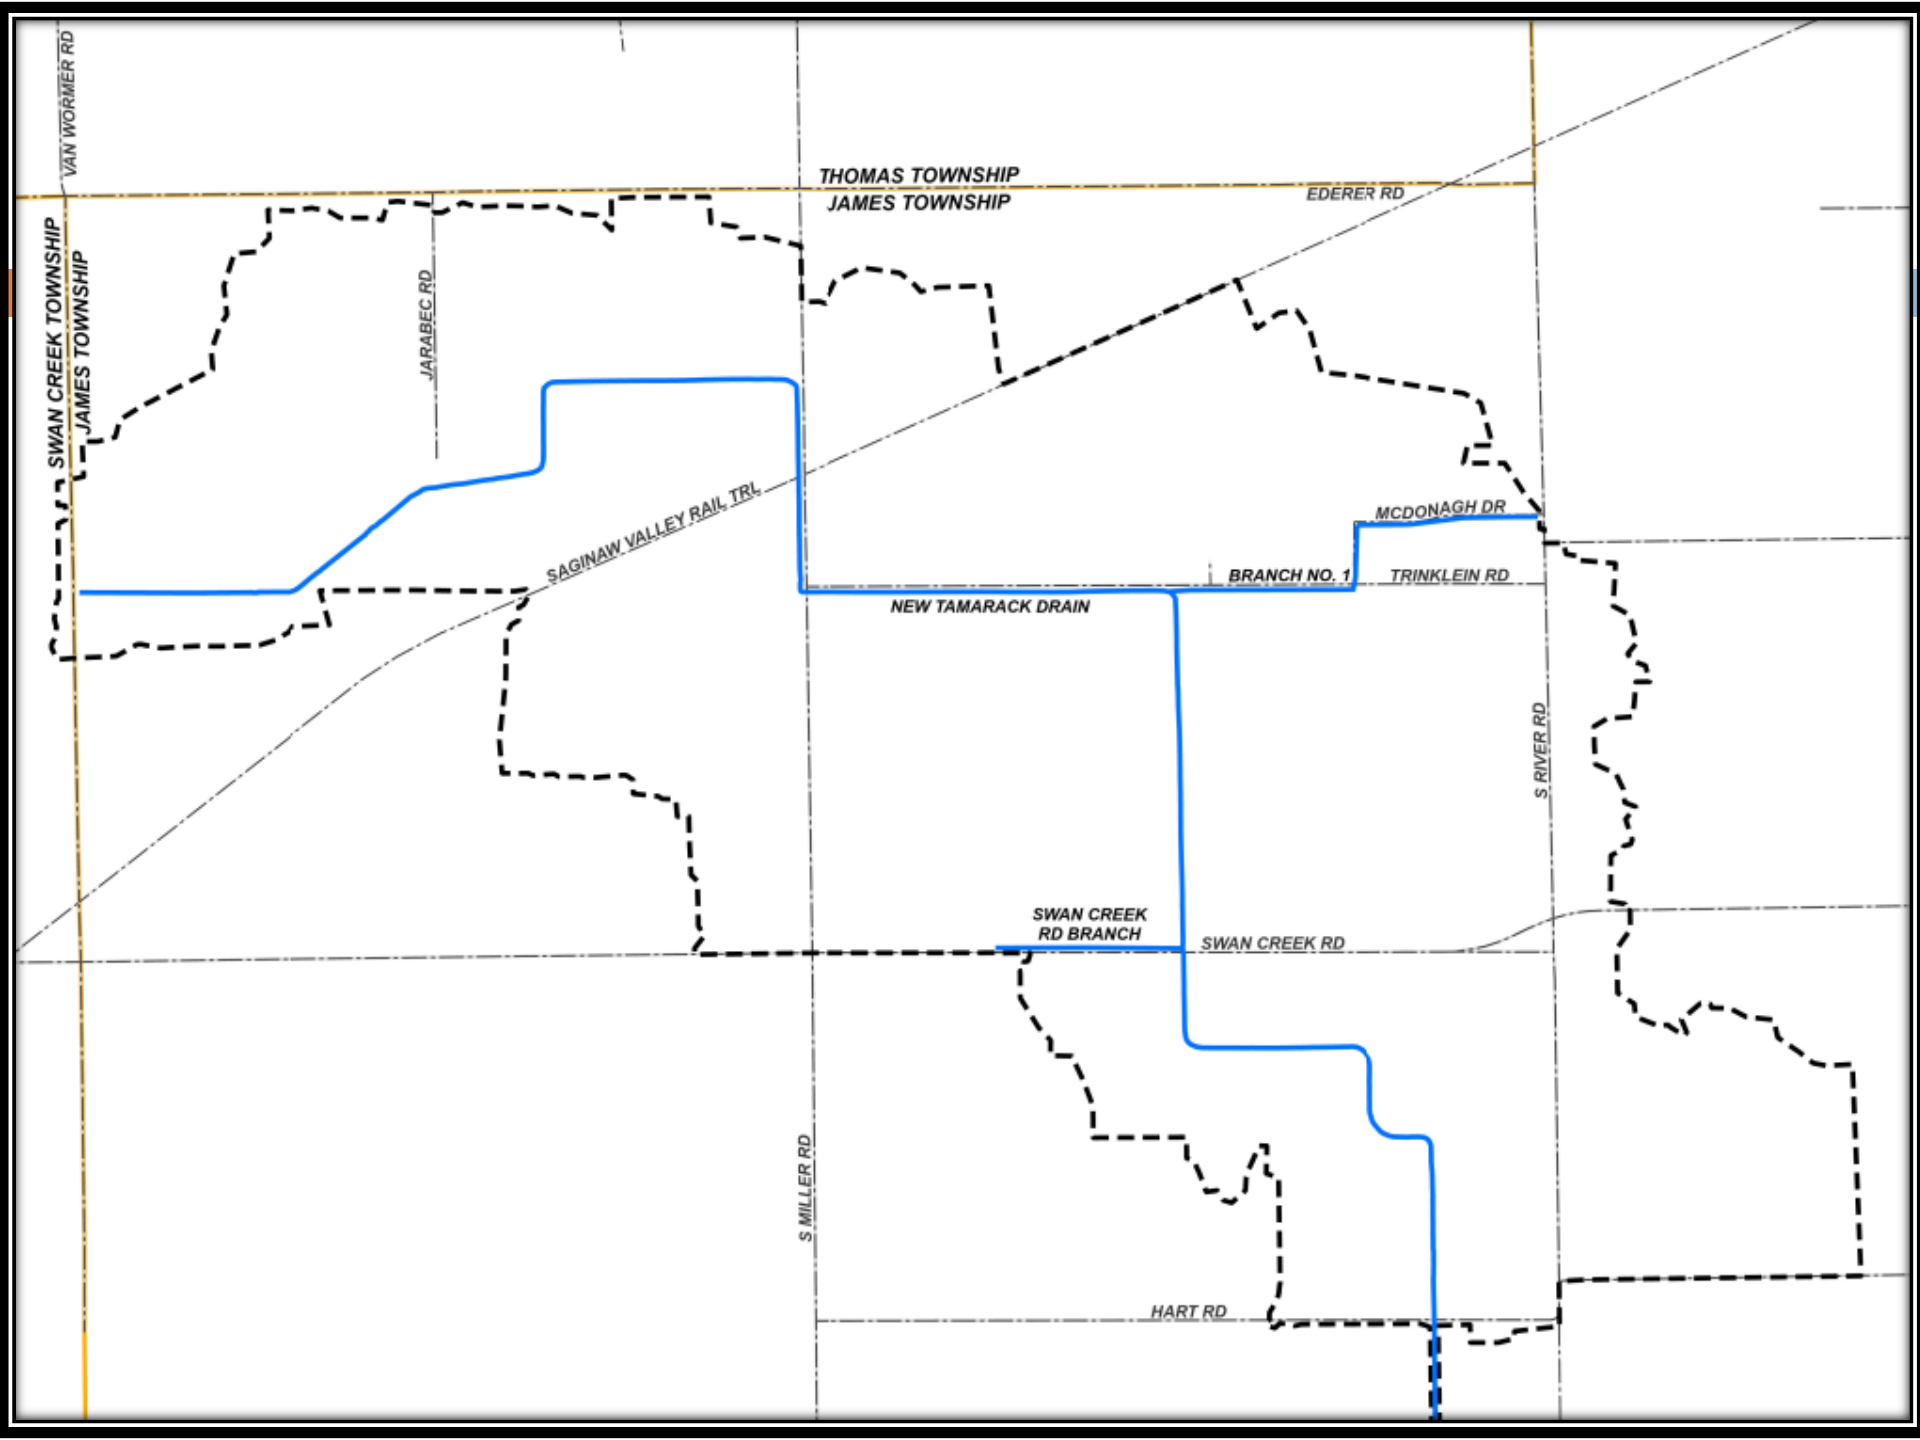 VAN WORMER RD
THOMAS TOWNSHIP
JAMES TOWNSHIP
EDERER RD
SWAN CREEK TOWNSHIP
JAMES TOWNSHIP
JARABEC RD
SAGINAW VALLEY RAIL TRL
MCDONAGH DR
BRANCH NO. 1
TRINKLEIN RD
NEW TAMARACK DRAIN
S RIVER RD
SWAN CREEK
RD BRANCH
SWAN CREEK RD
S MILLER RD
HART RD